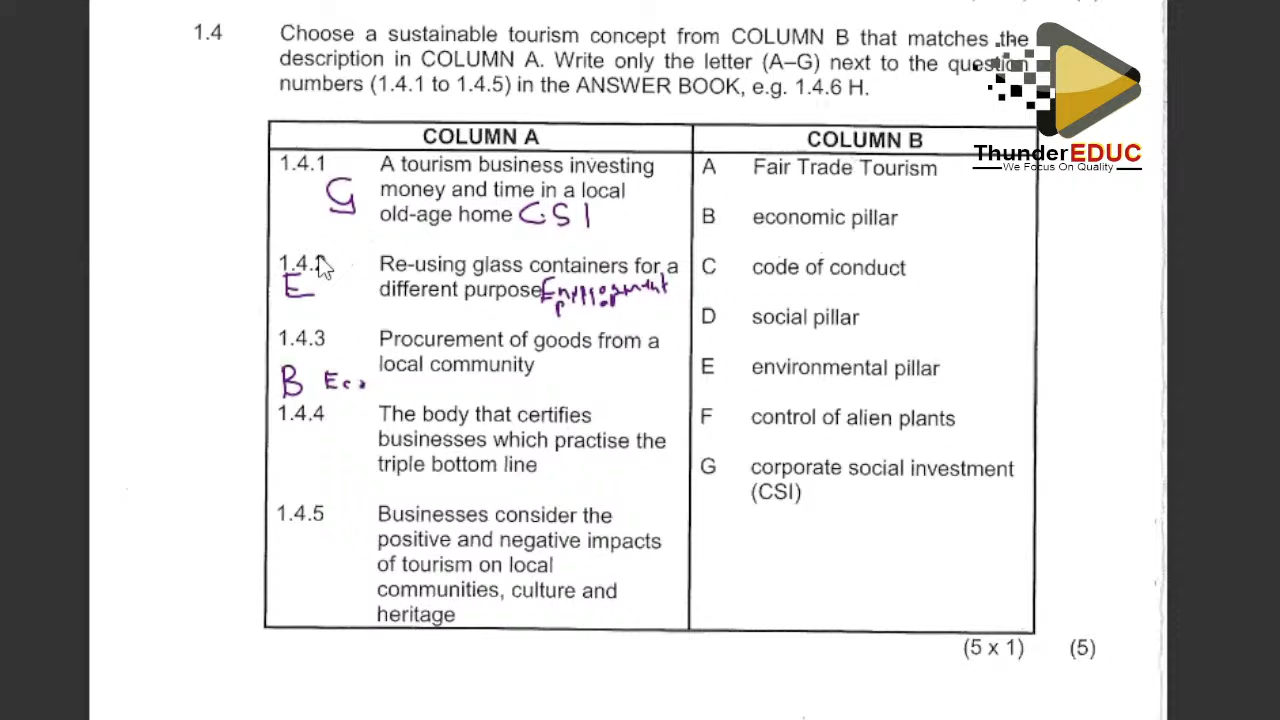 1.4 Choose a sustainable tourism concept from COLUMN B that matches the
description in COLUMN A. Write only the letter (A–G) next to the question
numbers (1.4.1 to 1.4.5) in the ANSWER BOOK, e.g. 1.4.6 H.
ThunderEDUC
We Focus On Quality
COLUMN A
1.4.1 A tourism business investing
money and time in a local
old-age home CSI
G
1.4.2 Re-using glass containers for a
different purpose
E
1.4.3 Procurement of goods from a
local community
B Eco
1.4.4 The body that certifies
businesses which practise the
triple bottom line
1.4.5 Businesses consider the
positive and negative impacts
of tourism on local
communities, culture and
heritage
COLUMN B
A Fair Trade Tourism
B economic pillar
C code of conduct
D social pillar
E environmental pillar
F control of alien plants
G corporate social investment
(CSI)
(5 x 1) (5)